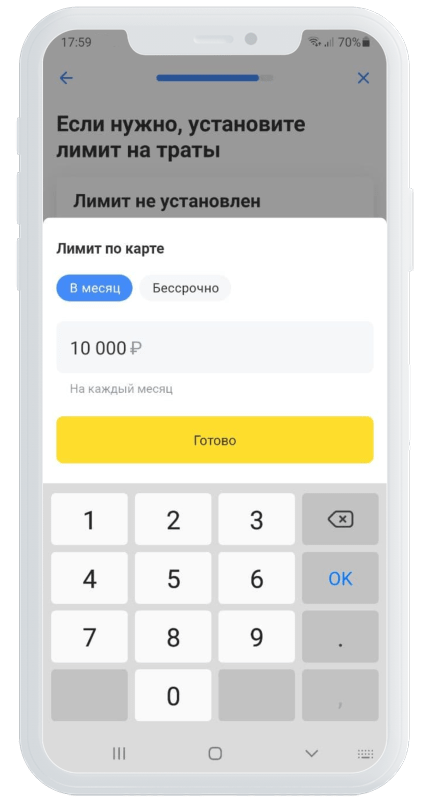 17:59
70%
Если нужно, установите
лимит на траты
Лимит не установлен
Лимит по карте
В месяц Бессрочно
10 000 ₽
На каждый месяц
Готово
1 2 3
4 5 6 OK
7 8 9 .
0 ,